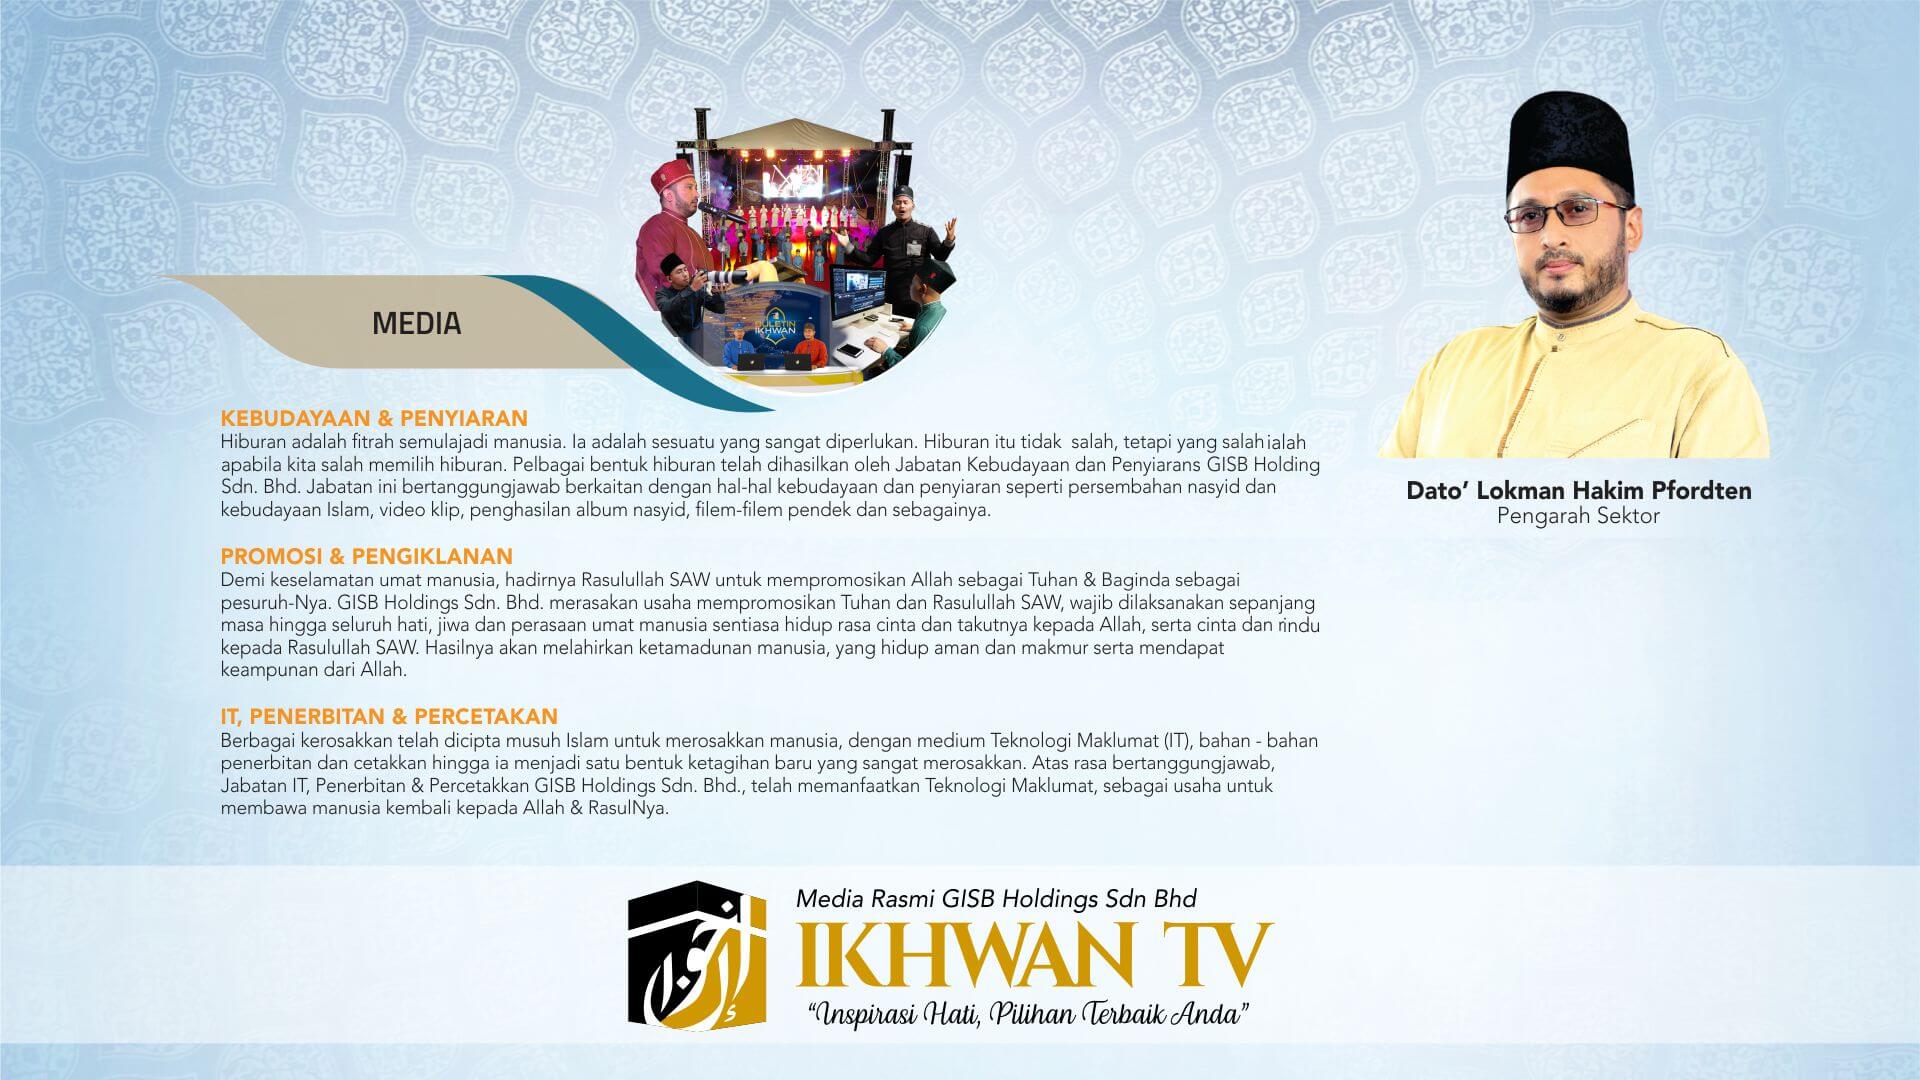 MEDIA
BULETIN
IKHWAN
KEBUDAYAAN & PENYIARAN
Hiburan adalah fitrah semulajadi manusia. Ia adalah sesuatu yang sangat diperlukan. Hiburan itu tidak salah, tetapi yang salah ialah
apabila kita salah memilih hiburan. Pelbagai bentuk hiburan telah dihasilkan oleh Jabatan Kebudayaan dan Penyiarans GISB Holding
Sdn. Bhd. Jabatan ini bertanggungjawab berkaitan dengan hal-hal kebudayaan dan penyiaran seperti persembahan nasyid dan
kebudayaan Islam, video klip, penghasilan album nasyid, filem-filem pendek dan sebagainya.
PROMOSI & PENGIKLANAN
Demi keselamatan umat manusia, hadirnya Rasulullah SAW untuk mempromosikan Allah sebagai Tuhan & Baginda sebagai
pesuruh-Nya. GISB Holdings Sdn. Bhd. merasakan usaha mempromosikan Tuhan dan Rasulullah SAW, wajib dilaksanakan sepanjang
masa hingga seluruh hati, jiwa dan perasaan umat manusia sentiasa hidup rasa cinta dan takutnya kepada Allah, serta cinta dan rindu
kepada Rasulullah SAW. Hasilnya akan melahirkan ketamadunan manusia, yang hidup aman dan makmur serta mendapat
keampunan dari Allah.
IT, PENERBITAN & PERCETAKAN
Berbagai kerosakkan telah dicipta musuh Islam untuk merosakkan manusia, dengan medium Teknologi Maklumat (IT), bahan - bahan
penerbitan dan cetakkan hingga ia menjadi satu bentuk ketagihan baru yang sangat merosakkan. Atas rasa bertanggungjawab,
Jabatan IT, Penerbitan & Percetakkan GISB Holdings Sdn. Bhd., telah memanfaatkan Teknologi Maklumat, sebagai usaha untuk
membawa manusia kembali kepada Allah & RasulNya.
Dato' Lokman Hakim Pfordten
Pengarah Sektor
Media Rasmi GISB Holdings Sdn Bhd
IKHWAN TV
"Inspirasi Hati, Pilihan Terbaik Anda"